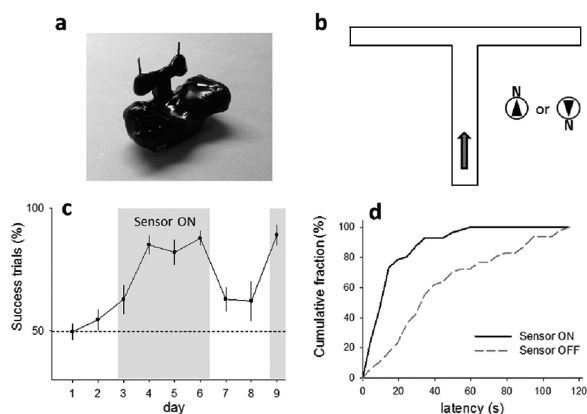 a
b
N
or
N
c
Sensor ON
100
50
Success trials (%)
1 2 3 4 5 6 7 8 9
day
d
100
80
60
40
20
0
Cumulative fraction (%)
Sensor ON
Sensor OFF
0 20 40 60 80 100 120
latency (s)